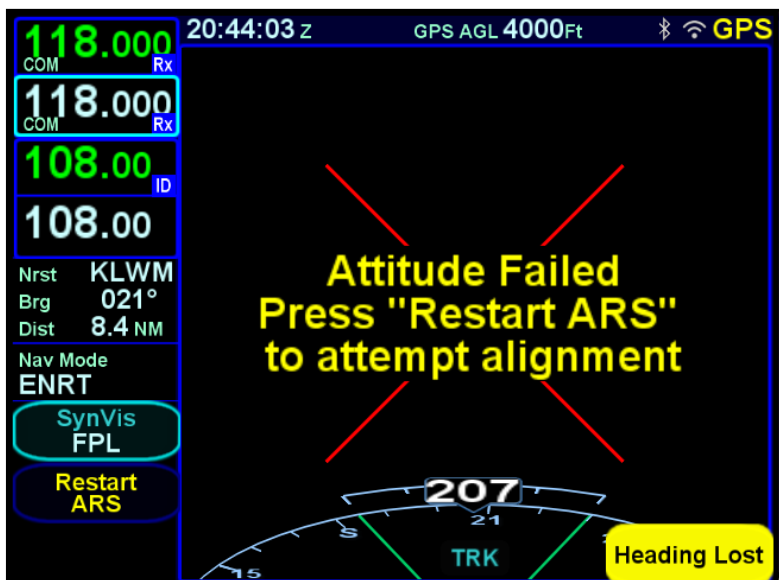 118.000
COM Rx
118.000
COM Rx
108.00
ID
108.00
Nrst KLWM
Brg 021°
Dist 8.4 NM
Nav Mode
ENRT
SynVis
FPL
Restart
ARS
20:44:03 Z GPS AGL 4000Ft GPS
Attitude Failed
Press "Restart ARS"
to attempt alignment
207
S 21
15 TRK
Heading Lost